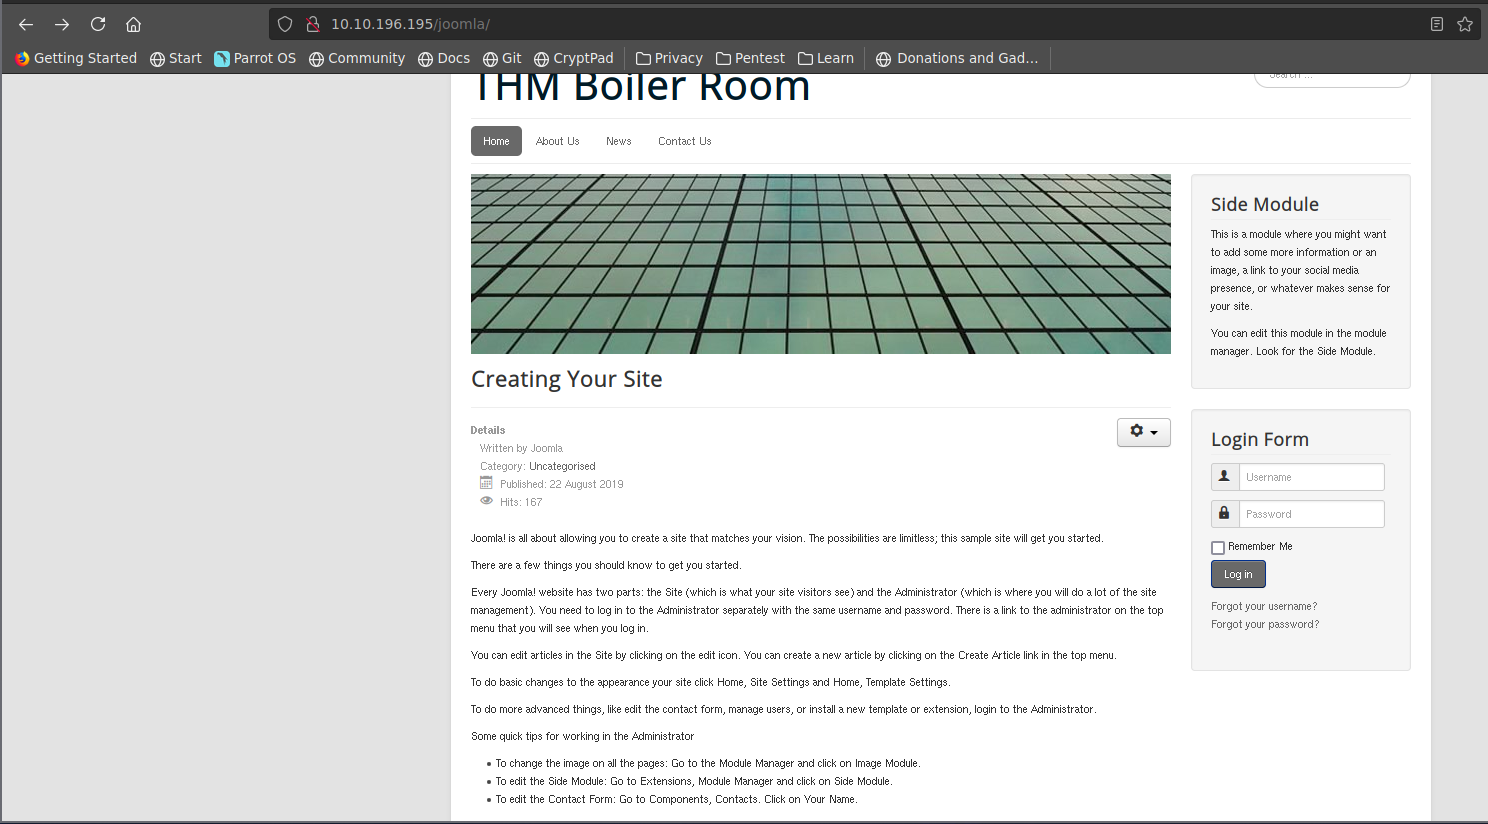 10.10.196.195/joomla/
Getting Started Start Parrot OS Community Docs Git CryptPad Privacy Pentest Learn Donations and Gad...
THM Boiler Room
Search ...
Home About Us News Contact Us
Side Module
This is a module where you might want
to add some more information or an
image, a link to your social media
presence, or whatever makes sense for
your site.
You can edit this module in the module
manager. Look for the Side Module.
Creating Your Site
Details
Written by Joomla
Category: Uncategorised
Published: 22 August 2019
Hits: 167
Login Form
Username
Password
Remember Me
Log in
Forgot your username?
Forgot your password?
Joomla! is all about allowing you to create a site that matches your vision. The possibilities are limitless; this sample site will get you started.
There are a few things you should know to get you started.
Every Joomla! website has two parts: the Site (which is what your site visitors see) and the Administrator (which is where you will do a lot of the site
management). You need to log in to the Administrator separately with the same username and password. There is a link to the administrator on the top
menu that you will see when you log in.
You can edit articles in the Site by clicking on the edit icon. You can create a new article by clicking on the Create Article link in the top menu.
To do basic changes to the appearance your site click Home, Site Settings and Home, Template Settings.
To do more advanced things, like edit the contact form, manage users, or install a new template or extension, login to the Administrator.
Some quick tips for working in the Administrator
• To change the image on all the pages: Go to the Module Manager and click on Image Module.
• To edit the Side Module: Go to Extensions, Module Manager and click on Side Module.
• To edit the Contact Form: Go to Components, Contacts. Click on Your Name.